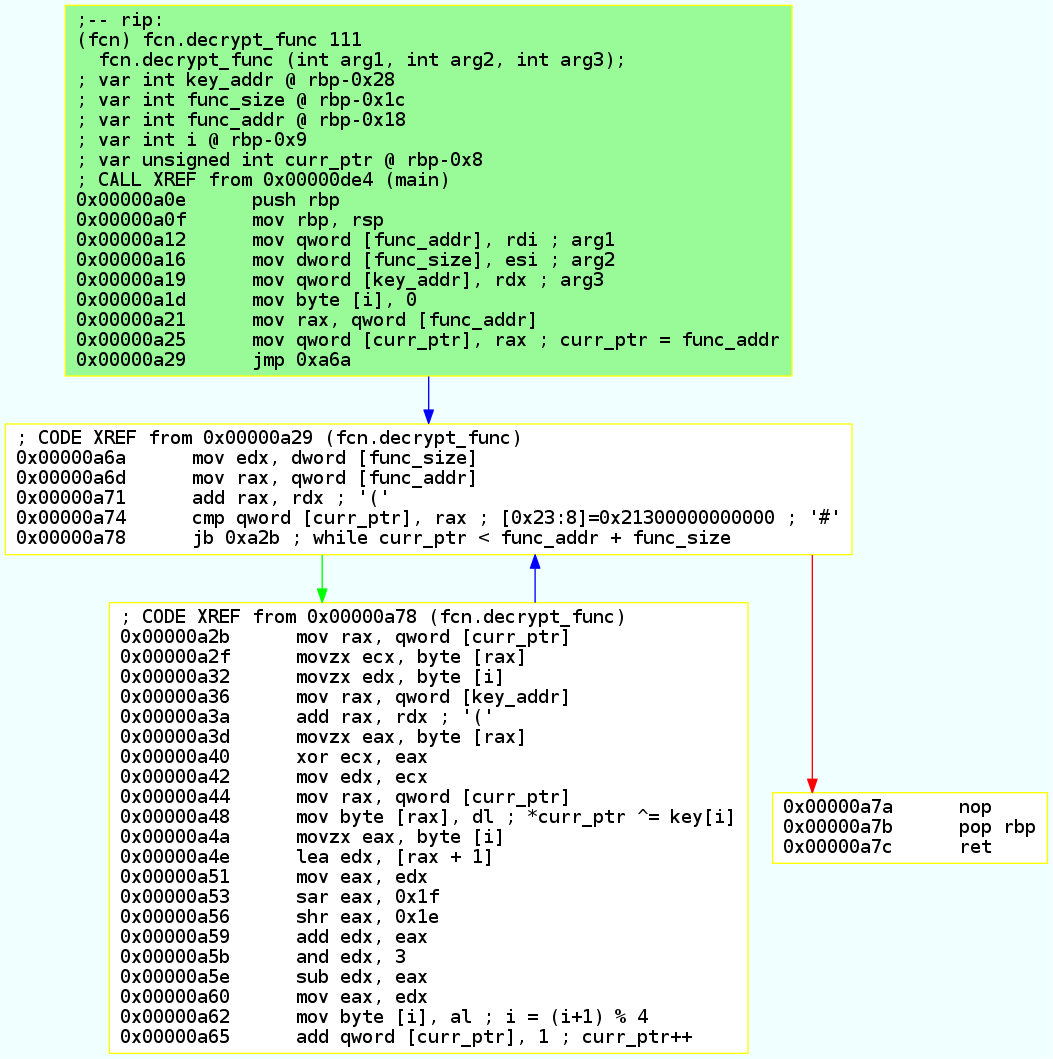 ;-- rip:
(fcn) fcn.decrypt_func 111
  fcn.decrypt_func (int arg1, int arg2, int arg3);
; var int key_addr @ rbp-0x28
; var int func_size @ rbp-0x1c
; var int func_addr @ rbp-0x18
; var int i @ rbp-0x9
; var unsigned int curr_ptr @ rbp-0x8
; CALL XREF from 0x00000de4 (main)
0x00000a0e      push rbp
0x00000a0f      mov rbp, rsp
0x00000a12      mov qword [func_addr], rdi ; arg1
0x00000a16      mov dword [func_size], esi ; arg2
0x00000a19      mov qword [key_addr], rdx ; arg3
0x00000a1d      mov byte [i], 0
0x00000a21      mov rax, qword [func_addr]
0x00000a25      mov qword [curr_ptr], rax ; curr_ptr = func_addr
0x00000a29      jmp 0xa6a
; CODE XREF from 0x00000a29 (fcn.decrypt_func)
0x00000a6a      mov edx, dword [func_size]
0x00000a6d      mov rax, qword [func_addr]
0x00000a71      add rax, rdx ; '('
0x00000a74      cmp qword [curr_ptr], rax ; [0x23:8]=0x21300000000000 ; '#'
0x00000a78      jb 0xa2b ; while curr_ptr < func_addr + func_size
; CODE XREF from 0x00000a78 (fcn.decrypt_func)
0x00000a2b      mov rax, qword [curr_ptr]
0x00000a2f      movzx ecx, byte [rax]
0x00000a32      movzx edx, byte [i]
0x00000a36      mov rax, qword [key_addr]
0x00000a3a      add rax, rdx ; '('
0x00000a3d      movzx eax, byte [rax]
0x00000a40      xor ecx, eax
0x00000a42      mov edx, ecx
0x00000a44      mov rax, qword [curr_ptr]
0x00000a48      mov byte [rax], dl ; *curr_ptr ^= key[i]
0x00000a4a      movzx eax, byte [i]
0x00000a4e      lea edx, [rax + 1]
0x00000a51      mov eax, edx
0x00000a53      sar eax, 0x1f
0x00000a56      shr eax, 0x1e
0x00000a59      add edx, eax
0x00000a5b      and edx, 3
0x00000a5e      sub edx, eax
0x00000a60      mov eax, edx
0x00000a62      mov byte [i], al ; i = (i+1) % 4
0x00000a65      add qword [curr_ptr], 1 ; curr_ptr++
0x00000a7a      nop
0x00000a7b      pop rbp
0x00000a7c      ret